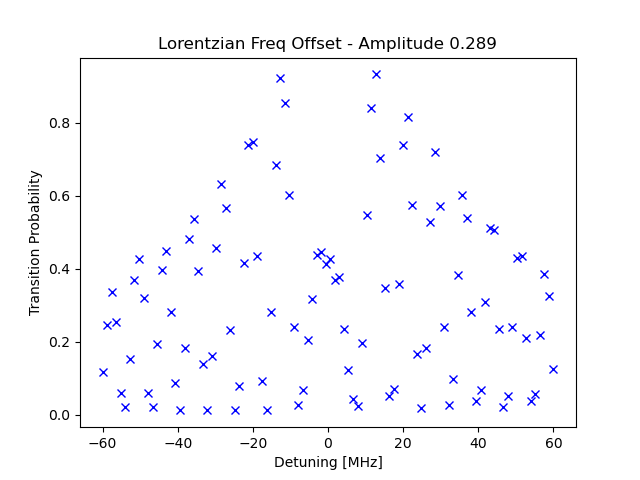 Lorentzian Freq Offset - Amplitude 0.289
Transition Probability
0.8
0.6
0.4
0.2
0.0
−60 −40 −20 0 20 40 60
Detuning [MHz]